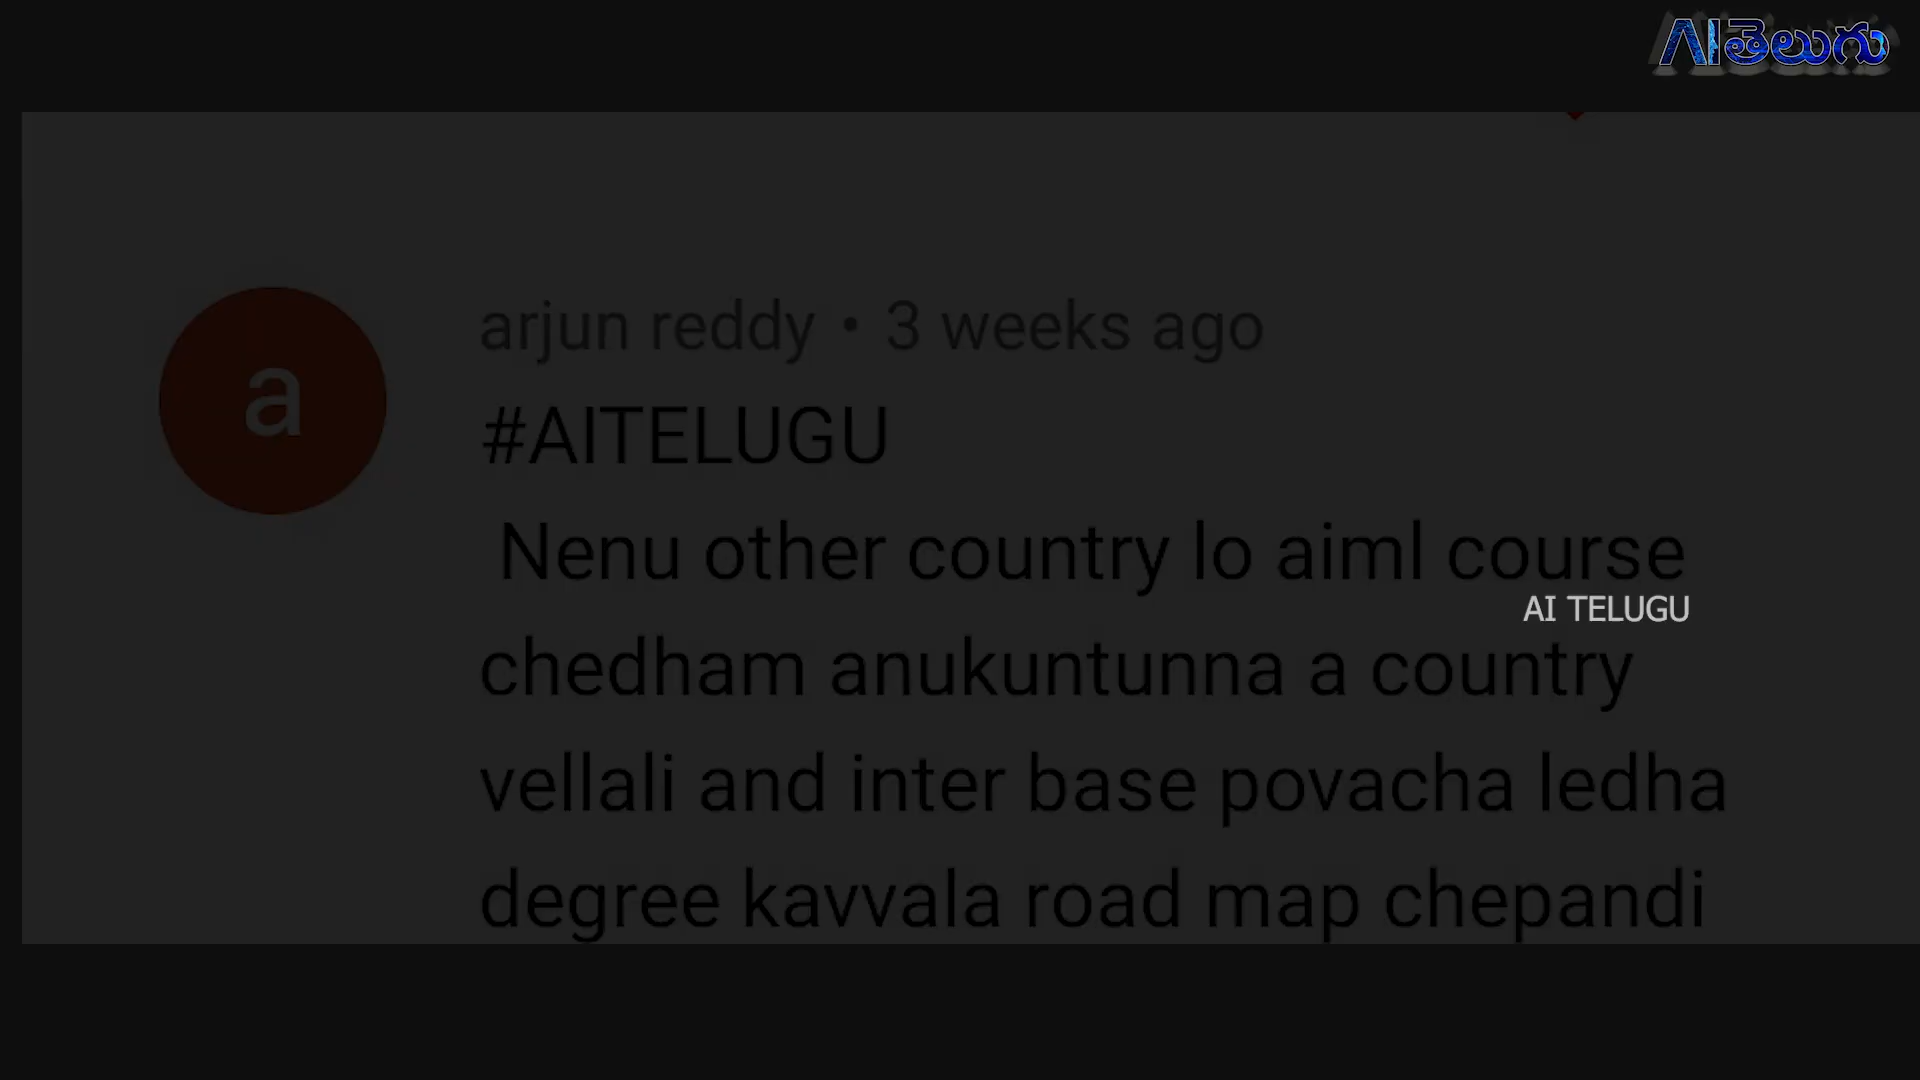 AIతెలుగు
arjun reddy • 3 weeks ago
#AITELUGU
Nenu other country lo aiml course
AI TELUGU
chedham anukuntunna a country
vellali and inter base povacha ledha
degree kavvala road map chepandi